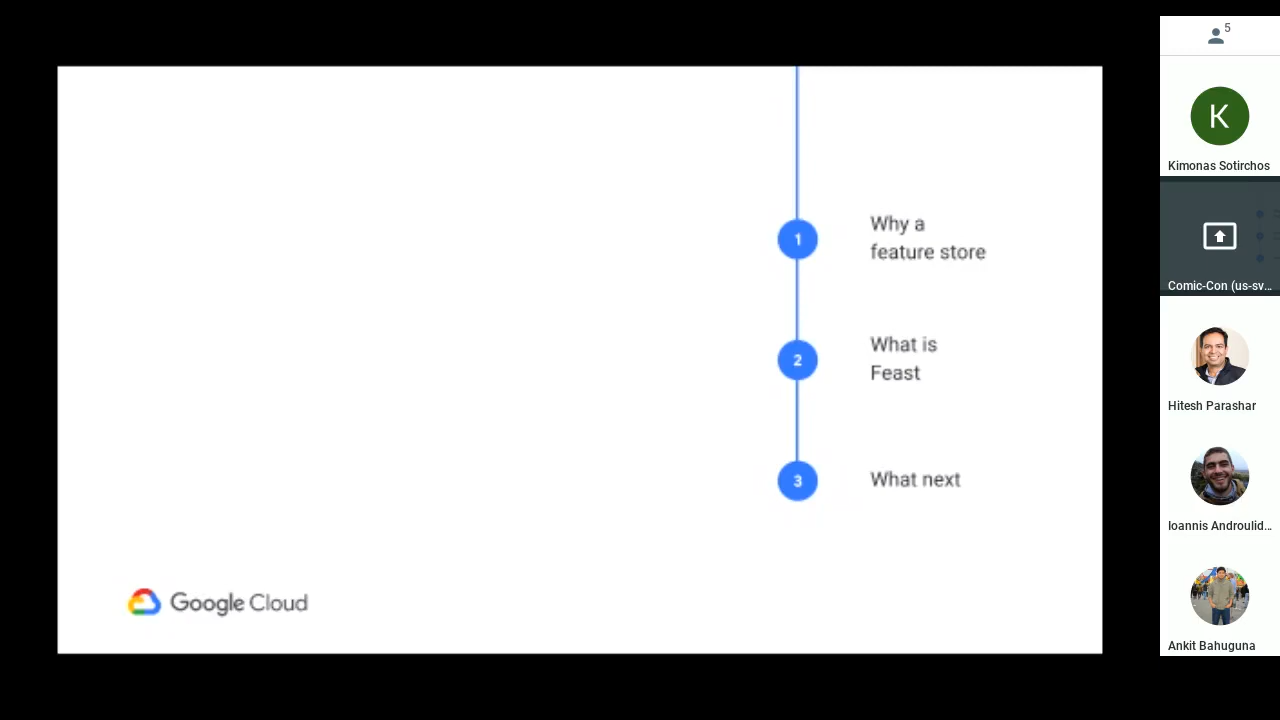 1
Why a
feature store
2
What is
Feast
3
What next
Google Cloud
5
K
Kimonas Sotirchos
Comic-Con (us-sv...
Hitesh Parashar
Ioannis Androulid...
Ankit Bahuguna